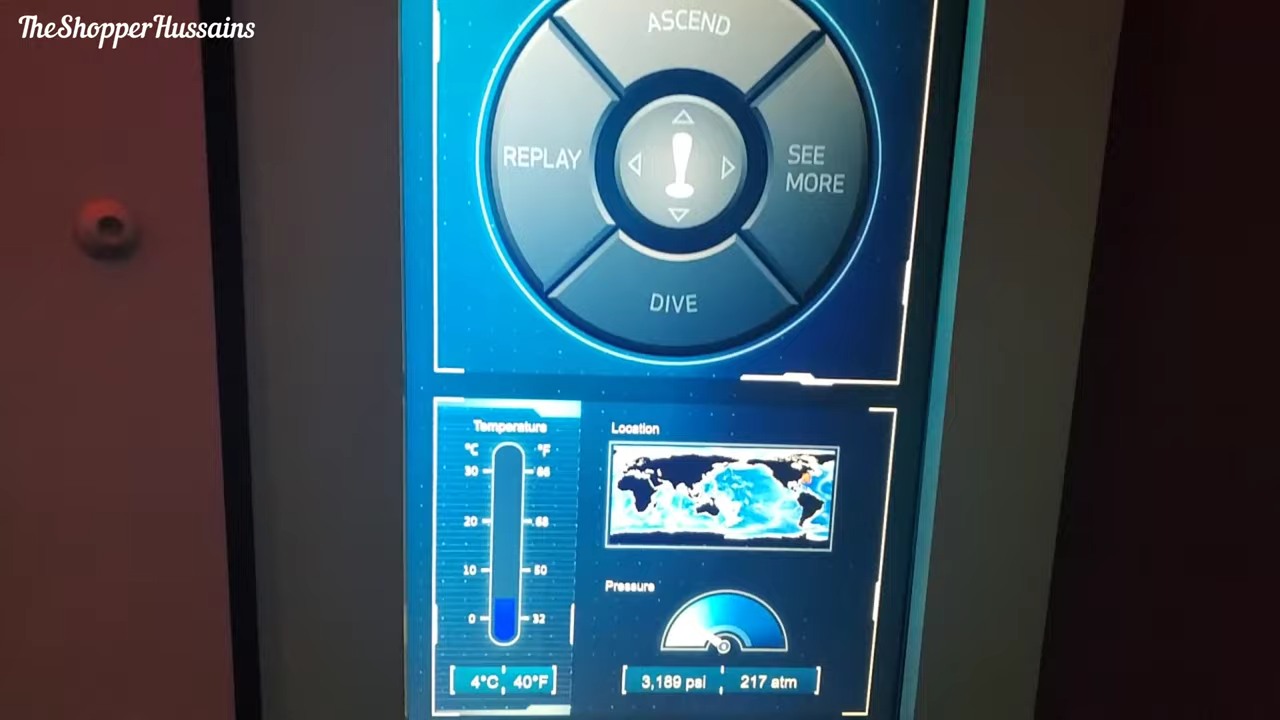 TheShopperHussains
ASCEND
REPLAY
SEE
MORE
DIVE
Temperature
°C
°F
30
86
20
68
10
50
0
32
4°C
40°F
Location
Pressure
3,189 psi
217 atm